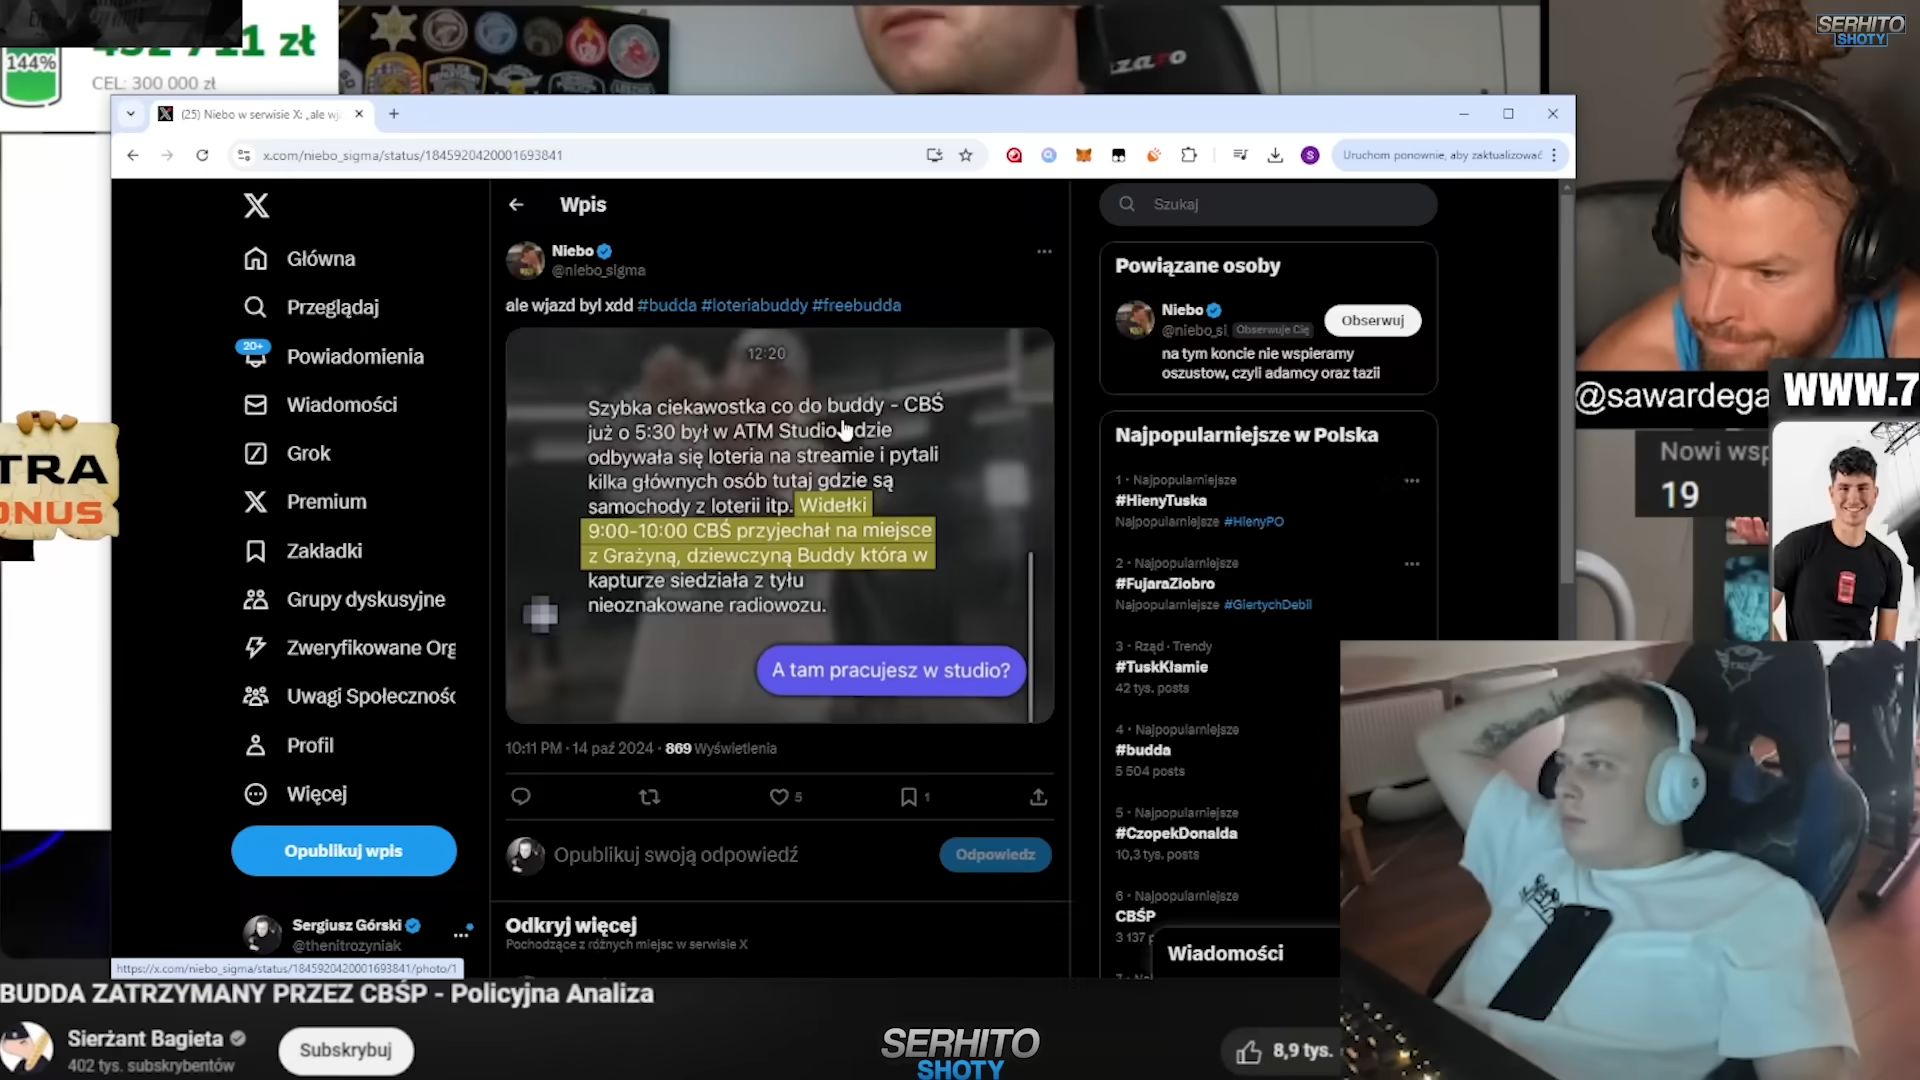 144%
CEL: 300 000 zł
(25) Niebo w serwisie X: „ale wj
x.com/niebo_sigma/status/1845920420001693841
S
Uruchom ponownie, aby zaktualizować
SERHITO
SHOTY
Główna
Przeglądaj
20+
Powiadomienia
Wiadomości
Grok
Premium
Zakładki
Grupy dyskusyjne
Zweryfikowane Org
Uwagi Społecznośc
Profil
Więcej
Opublikuj wpis
Sergiusz Górski
@thenitrozyniak
https://x.com/niebo_sigma/status/1845920420001693841/photo/1
Wpis
Niebo
@niebo_sigma
ale wjazd byl xdd #budda #loteriabuddy #freebudda
12:20
Szybka ciekawostka co do buddy - CBŚ
już o 5:30 był w ATM Studio
odbywała się loteria na streamie i pytali
kilka głównych osób tutaj gdzie są
samochody z loterii itp. Widełki
9:00-10:00 CBŚ przyjechał na miejsce
z Grażyną, dziewczyną Buddy która w
kapturze siedziała z tyłu
nieoznakowane radiowozu.
A tam pracujesz w studio?
10:11 PM · 14 paź 2024 · 869 Wyświetlenia
5
1
Opublikuj swoją odpowiedź
Odpowiedz
Odkryj więcej
Pochodzące z różnych miejsc w serwisie X
Szukaj
Powiązane osoby
Niebo
@niebo_si Obserwuje Cię
Obserwuj
na tym koncie nie wspieramy
oszustow, czyli adamcy oraz tazii
Najpopularniejsze w Polska
1 · Najpopularniejsze
#HienyTuska
Najpopularniejsze #HienyPO
2 · Najpopularniejsze
#FujaraZiobro
Najpopularniejsze #GiertychDebil
3 · Rząd · Trendy
#TuskKłamie
42 tys. posts
4 · Najpopularniejsze
#budda
5 504 posts
5 · Najpopularniejsze
#CzopekDonalda
10,3 tys. posts
6 · Najpopularniejsze
CBŚP
3 137 p
Wiadomości
@sawardega
WWW.7
Nowi wsp
19
TRA
ONUS
BUDDA ZATRZYMANY PRZEZ CBŚP - Policyjna Analiza
Sierżant Bagieta
402 tys. subskrybentów
Subskrybuj
SERHITO
SHOTY
8,9 tys.